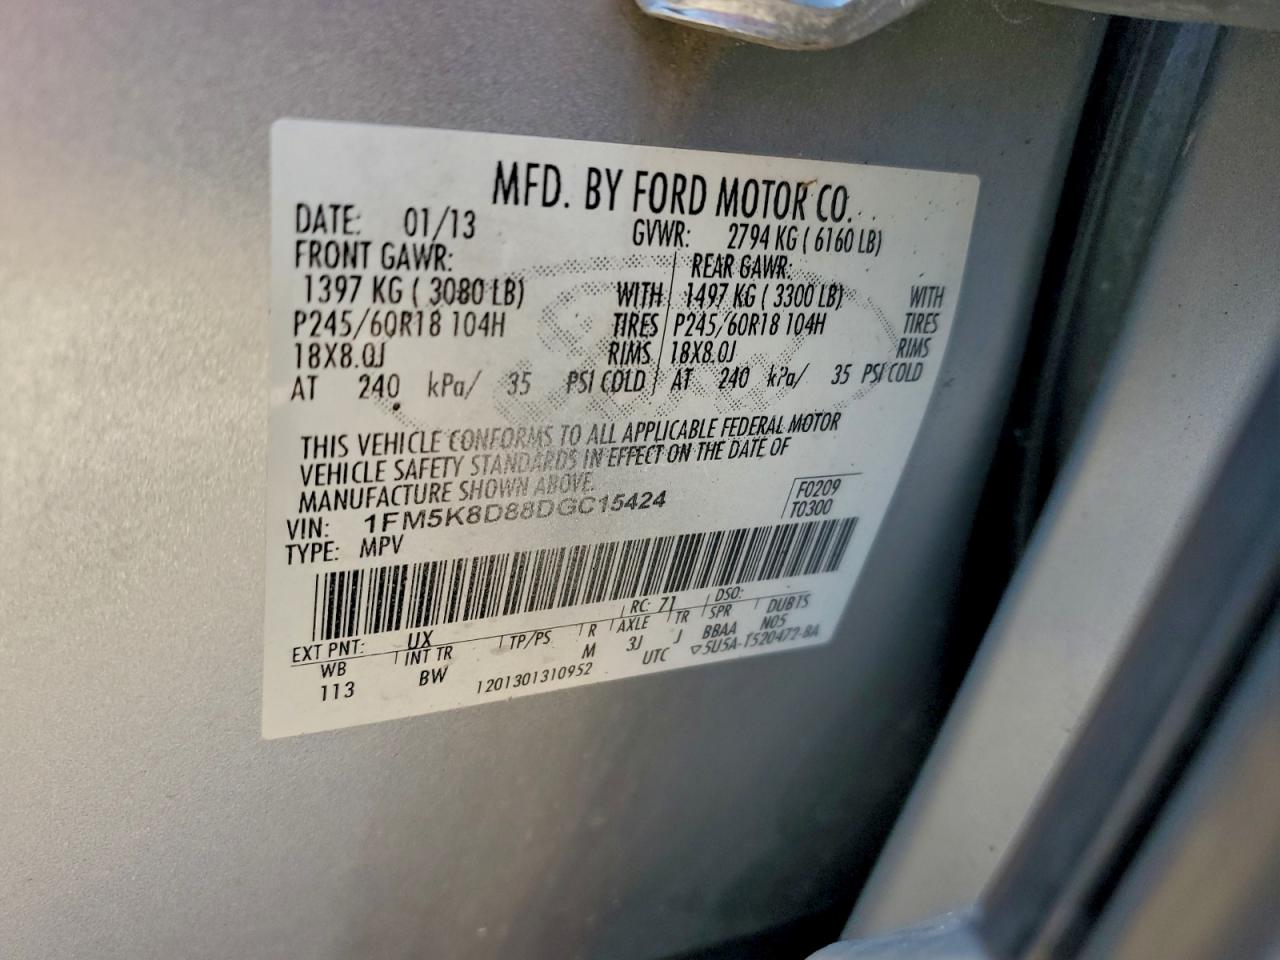 MFD. BY FORD MOTOR CO.
DATE: 01/13 GVWR: 2794 KG ( 6160 LB)
FRONT GAWR: REAR GAWR:
1397 KG ( 3080 LB) WITH 1497 KG ( 3300 LB) WITH
P245/60R18 104H TIRES P245/60R18 104H TIRES
18X8.0J RIMS 18X8.0J RIMS
AT 240 kPa/ 35 PSI COLD AT 240 kPa/ 35 PSI COLD
THIS VEHICLE CONFORMS TO ALL APPLICABLE FEDERAL MOTOR
VEHICLE SAFETY STANDARDS IN EFFECT ON THE DATE OF
MANUFACTURE SHOWN ABOVE.
VIN: 1FM5K8D88DGC15424 F0209
TYPE: MPV T0300
EXT PNT: UX RC: 71 DSO:
WB INT TR TP/PS R AXLE TR SPR DUBTS
113 BW M 3J J BBAA N05
1201301310952 UTC ▽5U5A-1520472-BA